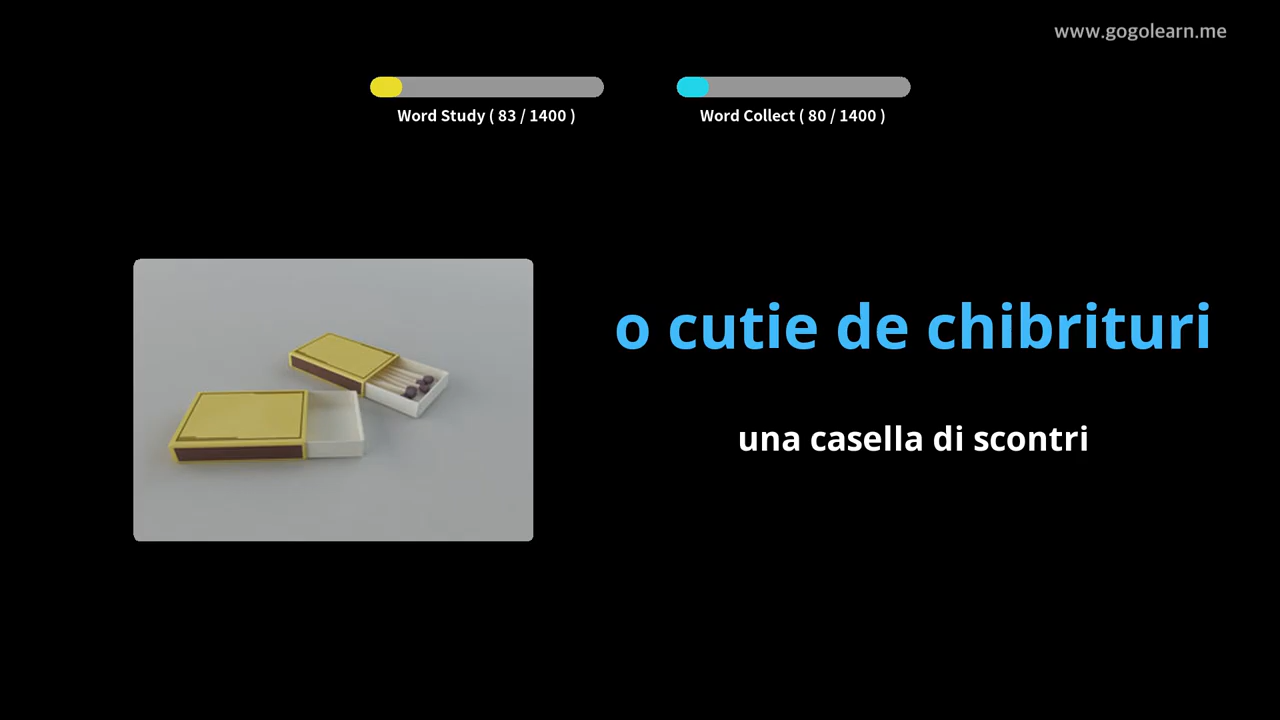 www.gogolearn.me
Word Study ( 83 / 1400 )
Word Collect ( 80 / 1400 )
o cutie de chibrituri
una casella di scontri